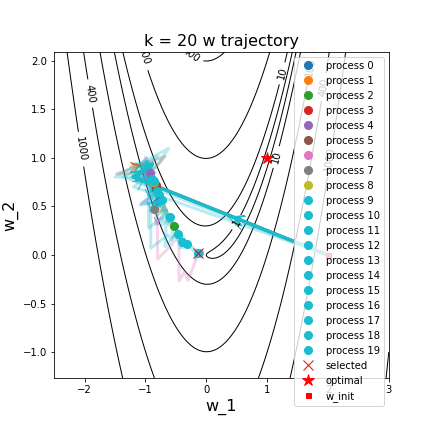 k = 20 w trajectory
w_2
2.0
1.5
1.0
0.5
0.0
−0.5
−1.0
−2
−1
0
1
2
3
w_1
1000
400
10
10
1
process 0
process 1
process 2
process 3
process 4
process 5
process 6
process 7
process 8
process 9
process 10
process 11
process 12
process 13
process 14
process 15
process 16
process 17
process 18
process 19
selected
optimal
w_init